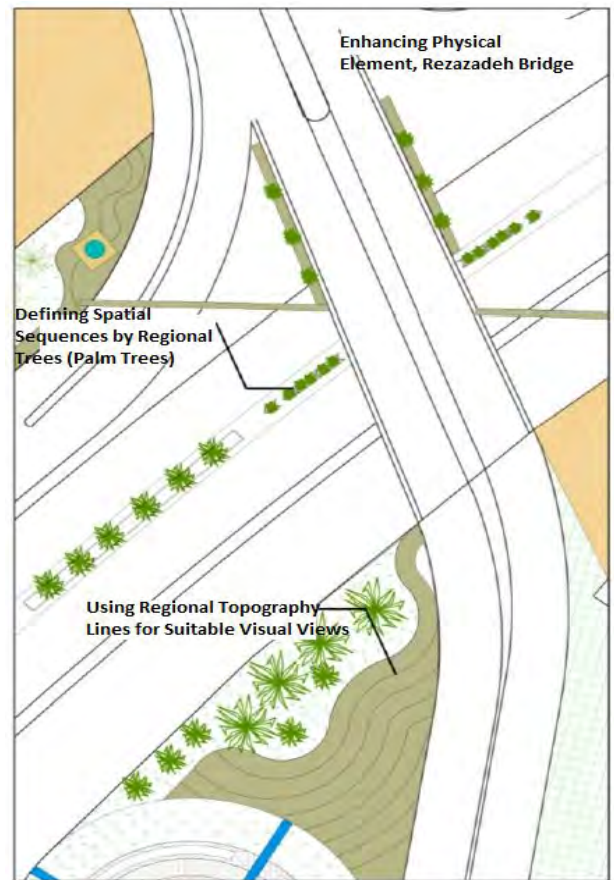 Enhancing Physical
Element, Rezazadeh Bridge
Defining Spatial
Sequences by Regional
Trees (Palm Trees)
Using Regional Topography
Lines for Suitable Visual Views